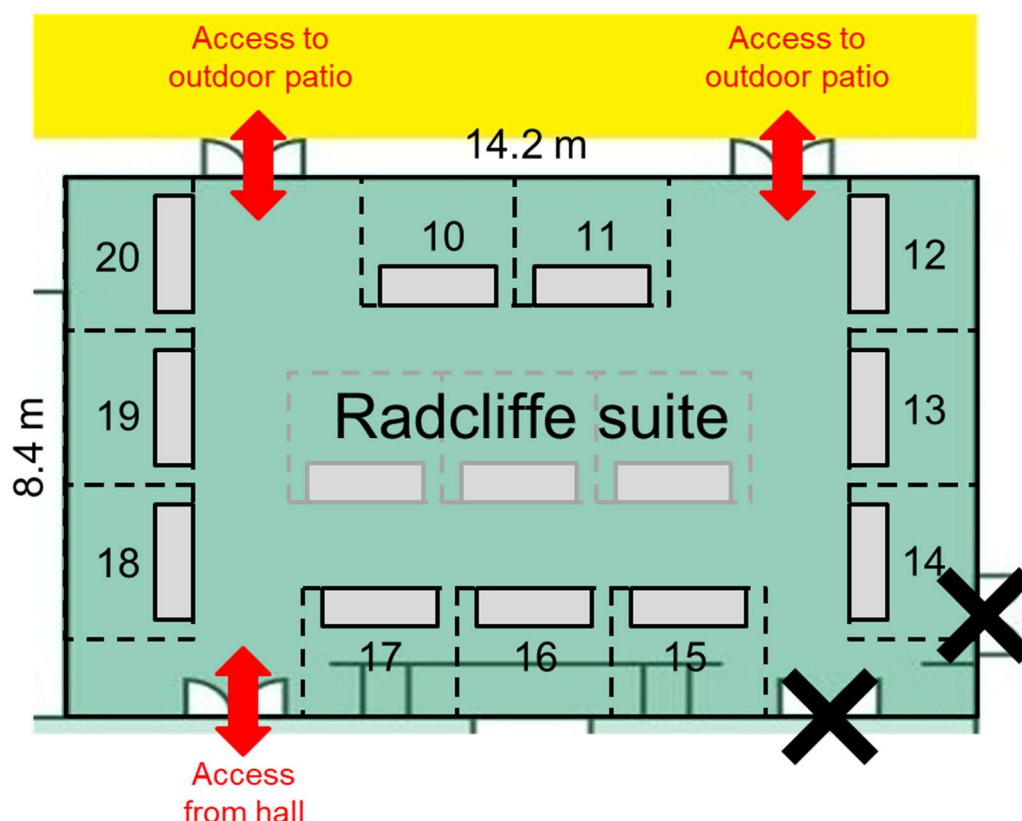 Access to
outdoor patio
Access to
outdoor patio
14.2 m
20
10
11
12
19
Radcliffe suite
13
8.4 m
18
14
17
16
15
Access
from hall